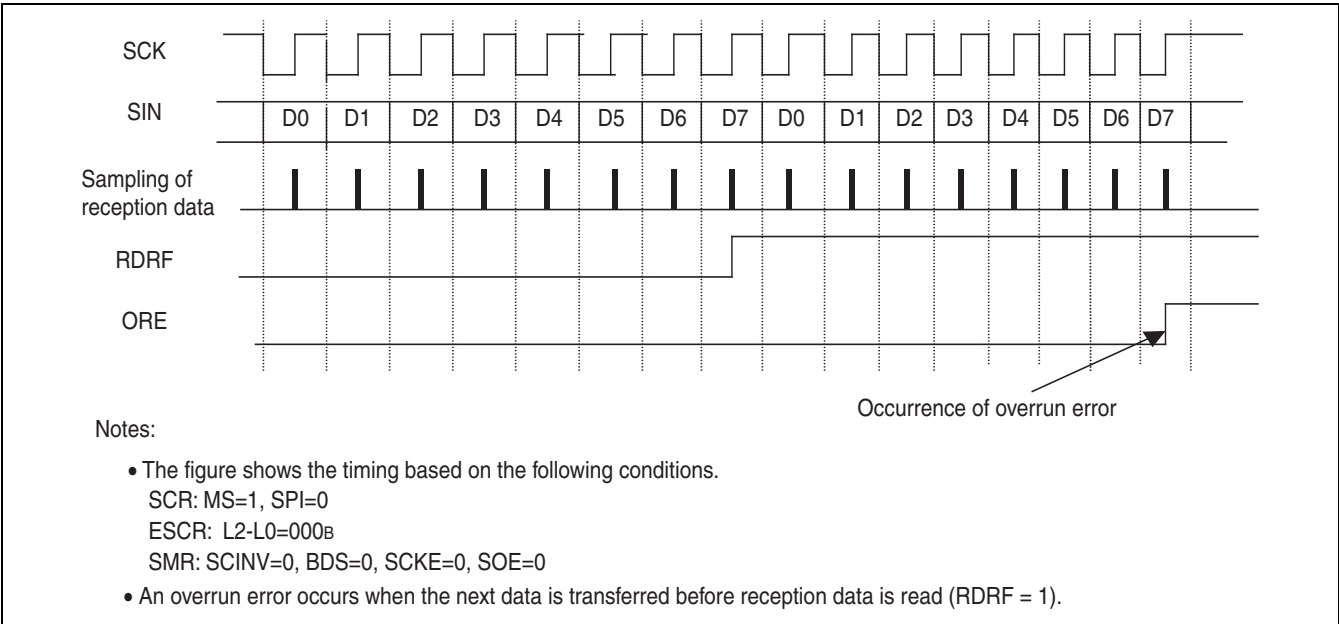 SCK
SIN
D0 D1 D2 D3 D4 D5 D6 D7 D0 D1 D2 D3 D4 D5 D6 D7
Sampling of
reception data
RDRF
ORE
Occurrence of overrun error
Notes:
• The figure shows the timing based on the following conditions.
SCR: MS=1, SPI=0
ESCR: L2-L0=000B
SMR: SCINV=0, BDS=0, SCKE=0, SOE=0
• An overrun error occurs when the next data is transferred before reception data is read (RDRF = 1).